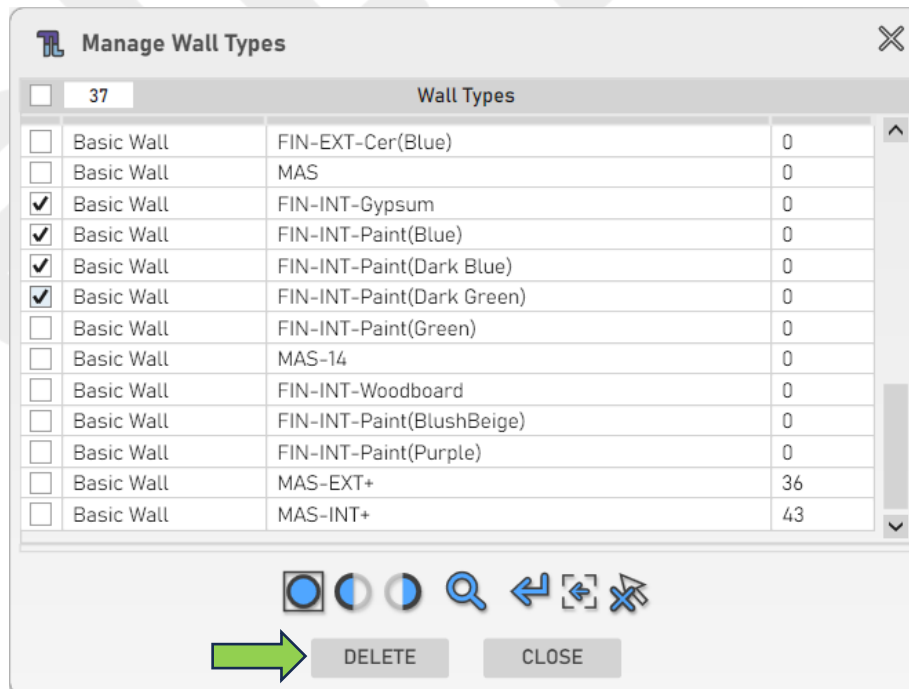 TL Manage Wall Types
37 Wall Types
Basic Wall FIN-EXT-Cer(Blue) 0
Basic Wall MAS 0
Basic Wall FIN-INT-Gypsum 0
Basic Wall FIN-INT-Paint(Blue) 0
Basic Wall FIN-INT-Paint(Dark Blue) 0
Basic Wall FIN-INT-Paint(Dark Green) 0
Basic Wall FIN-INT-Paint(Green) 0
Basic Wall MAS-14 0
Basic Wall FIN-INT-Woodboard 0
Basic Wall FIN-INT-Paint(BlushBeige) 0
Basic Wall FIN-INT-Paint(Purple) 0
Basic Wall MAS-EXT+ 36
Basic Wall MAS-INT+ 43
DELETE CLOSE